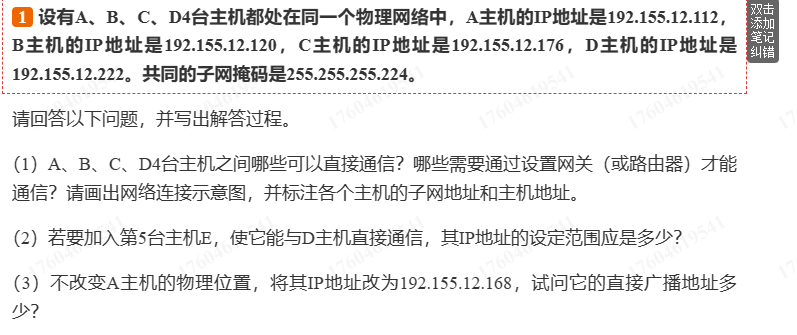 1 设有A、B、C、D4台主机都处在同一个物理网络中，A主机的IP地址是192.155.12.112，
B主机的IP地址是192.155.12.120，C主机的IP地址是192.155.12.176，D主机的IP地址是
192.155.12.222。共同的子网掩码是255.255.255.224。
双击
添加
笔记
纠错
请回答以下问题，并写出解答过程。
（1）A、B、C、D4台主机之间哪些可以直接通信？哪些需要通过设置网关（或路由器）才能
通信？请画出网络连接示意图，并标注各个主机的子网地址和主机地址。
（2）若要加入第5台主机E，使它能与D主机直接通信，其IP地址的设定范围应是多少？
（3）不改变A主机的物理位置，将其IP地址改为192.155.12.168，试问它的直接广播地址多
少？
17604619541
17604619541
17604619541
17604619541